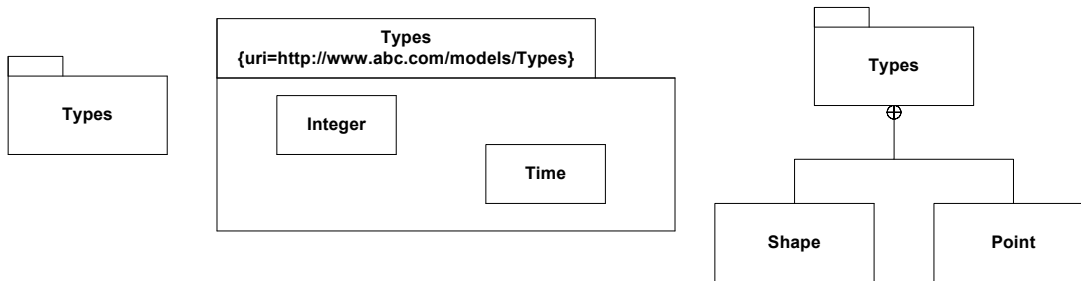 Types
Types
{uri=http://www.abc.com/models/Types}
Integer
Time
Types
Shape
Point